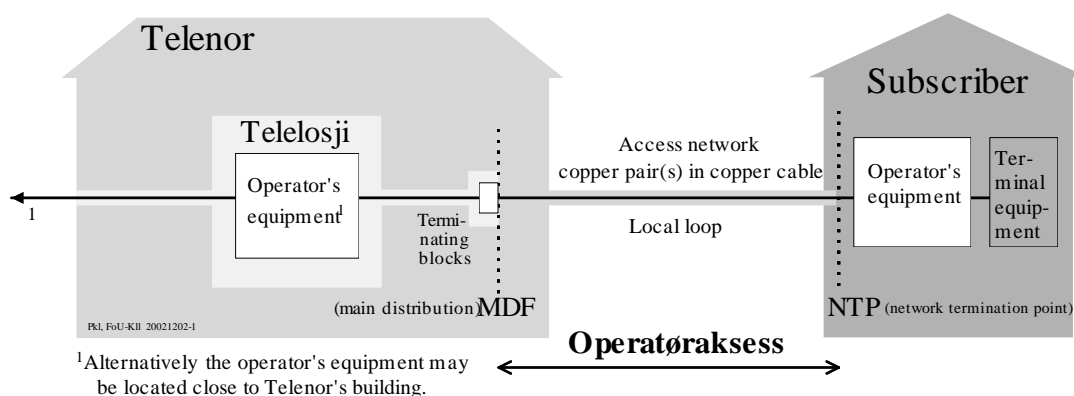 Telenor
Subscriber
Telelosji
Access network
copper pair(s) in copper cable
Operator's
equipment1
Operator's
equipment
Ter-
minal
equip-
ment
1
Termi-
nating
blocks
Local loop
(main distribution) MDF
NTP (network termination point)
Pkl, FoU-Kll 20021202-1
Operatøraksess
1Alternatively the operator's equipment may
be located close to Telenor's building.